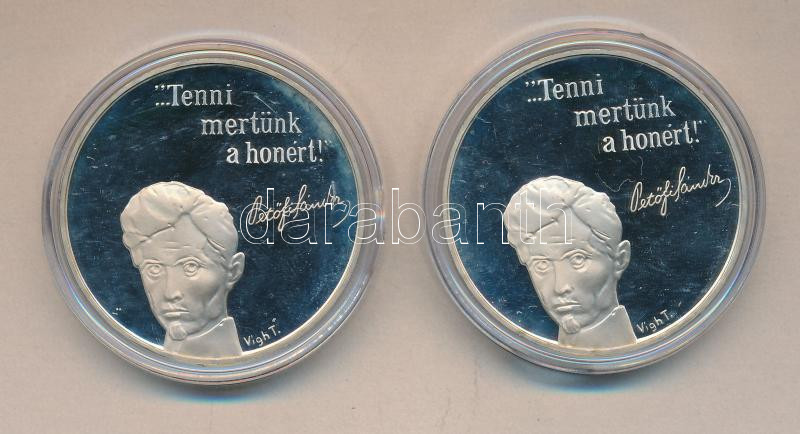 "...Tenni
mertünk
a honért!"
Petőfi Sándor
Vigh T.
"...Tenni
mertünk
a honért!"
Petőfi Sándor
Vigh T.
darabanth